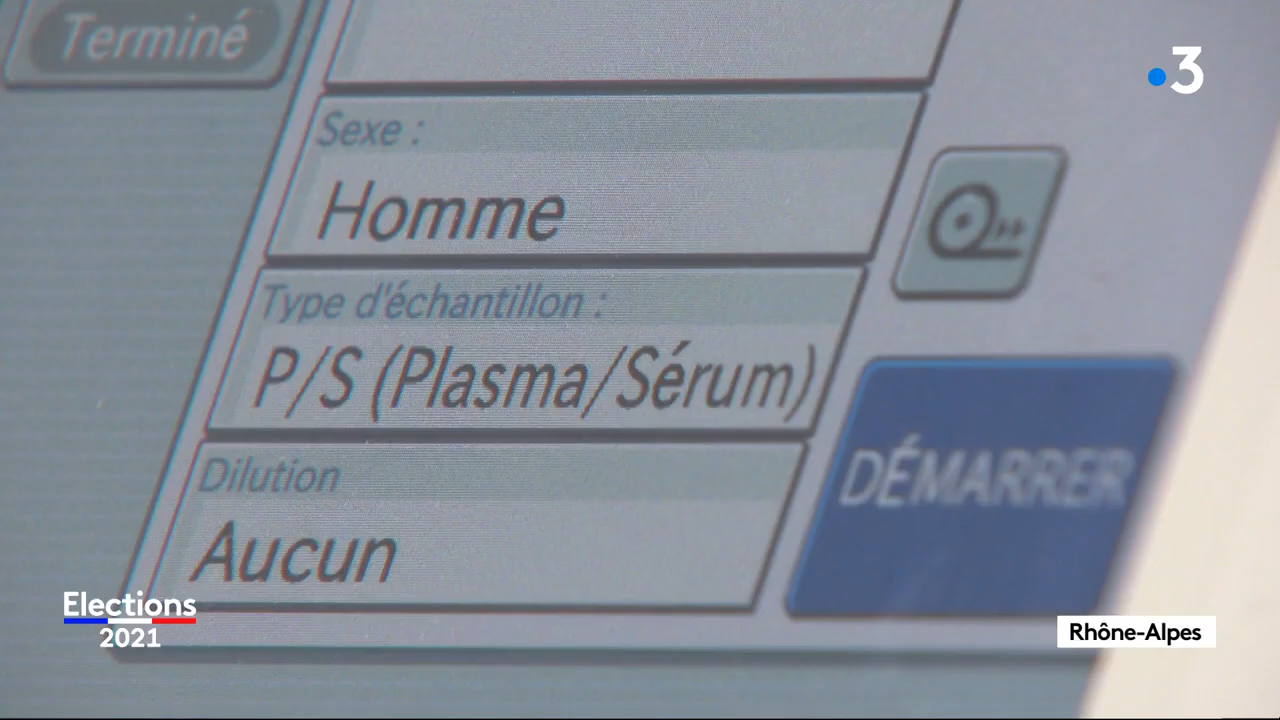 Terminé
3
Sexe :
Homme
Type d'échantillon :
P/S (Plasma/Sérum)
Dilution
Aucun
DÉMARRER
Elections
2021
Rhône-Alpes